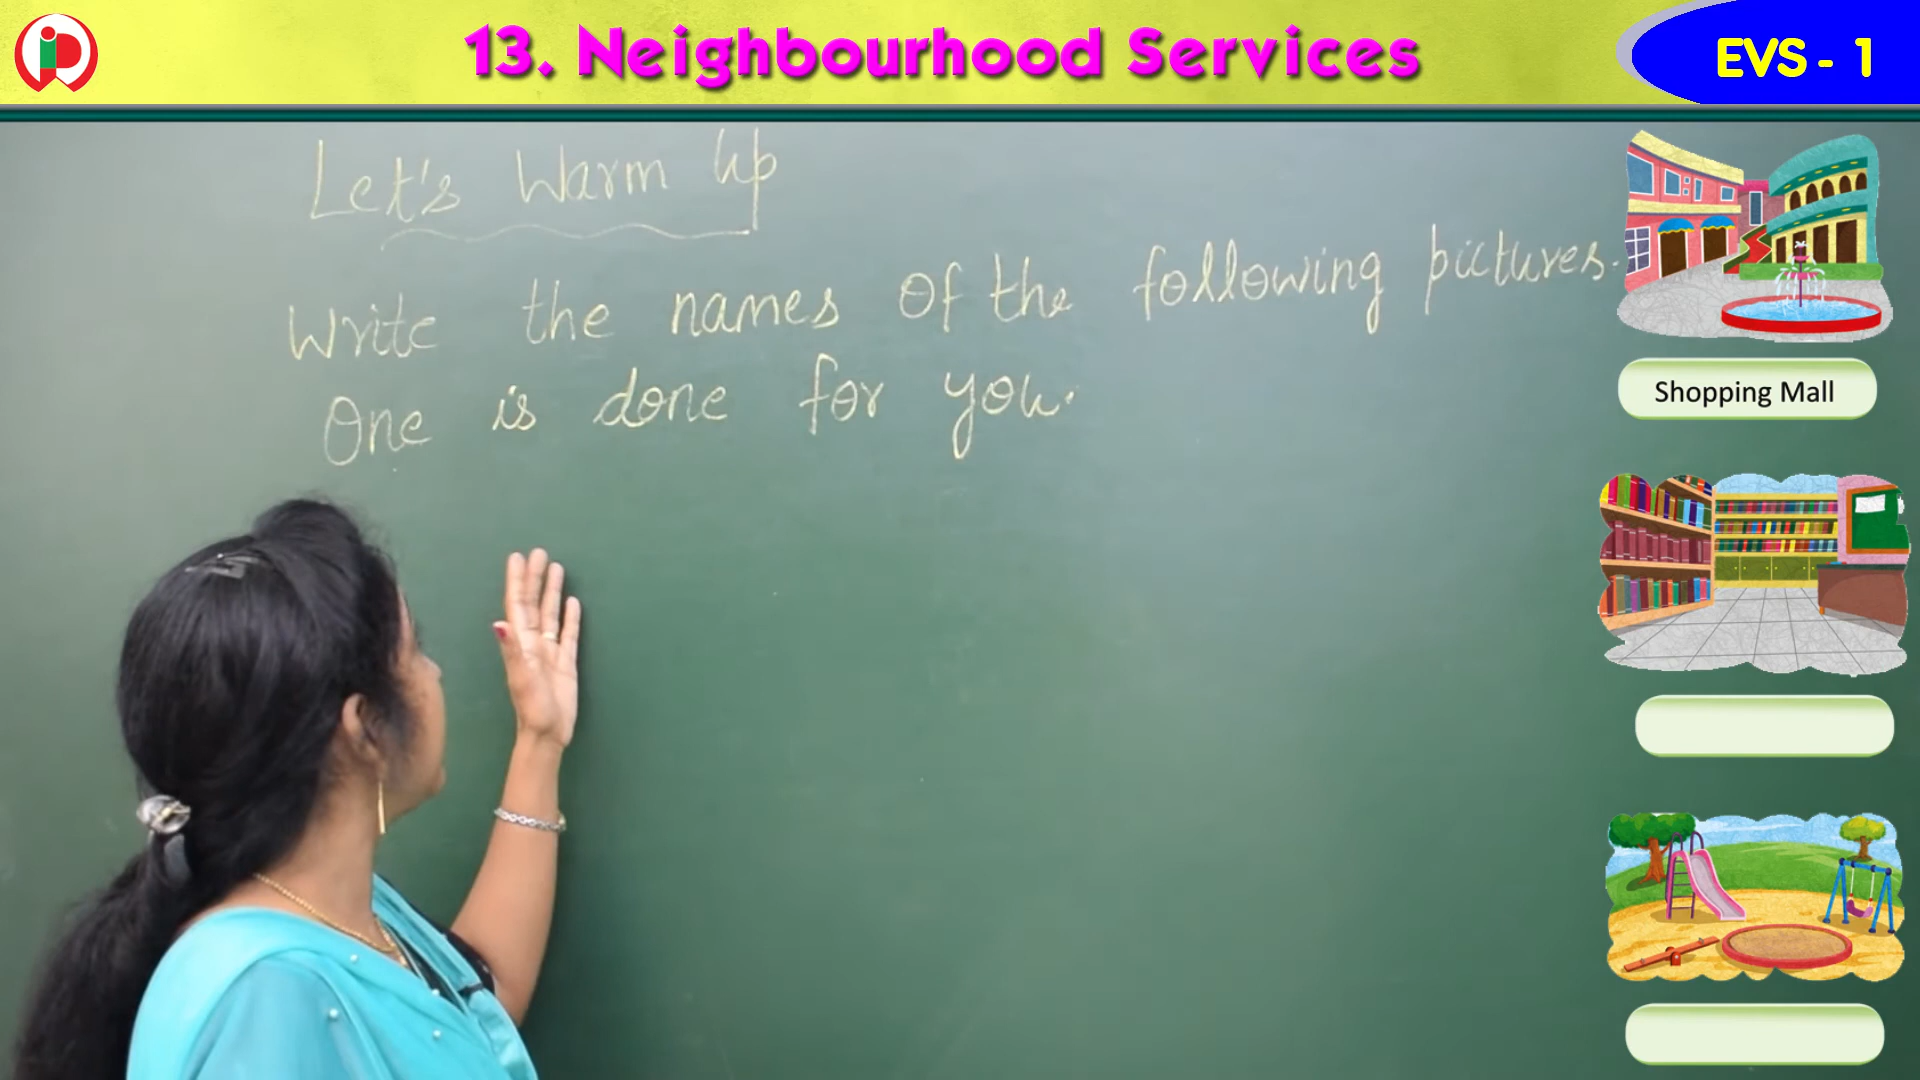 13. Neighbourhood Services
EVS - 1
Let's Warm Up
Write the names of the following pictures.
One is done for you.
Shopping Mall